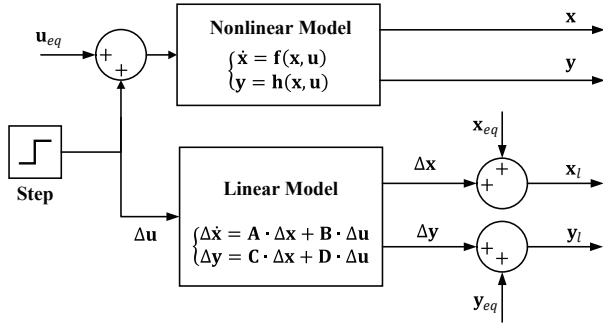 u_eq
+
+
Nonlinear Model
{ẋ = f(x, u)
y = h(x, u)
x
y
Step
Δu
Linear Model
{Δẋ = A · Δx + B · Δu
Δy = C · Δx + D · Δu
Δx
Δy
x_eq
+
+
x_l
+
+
y_l
y_eq